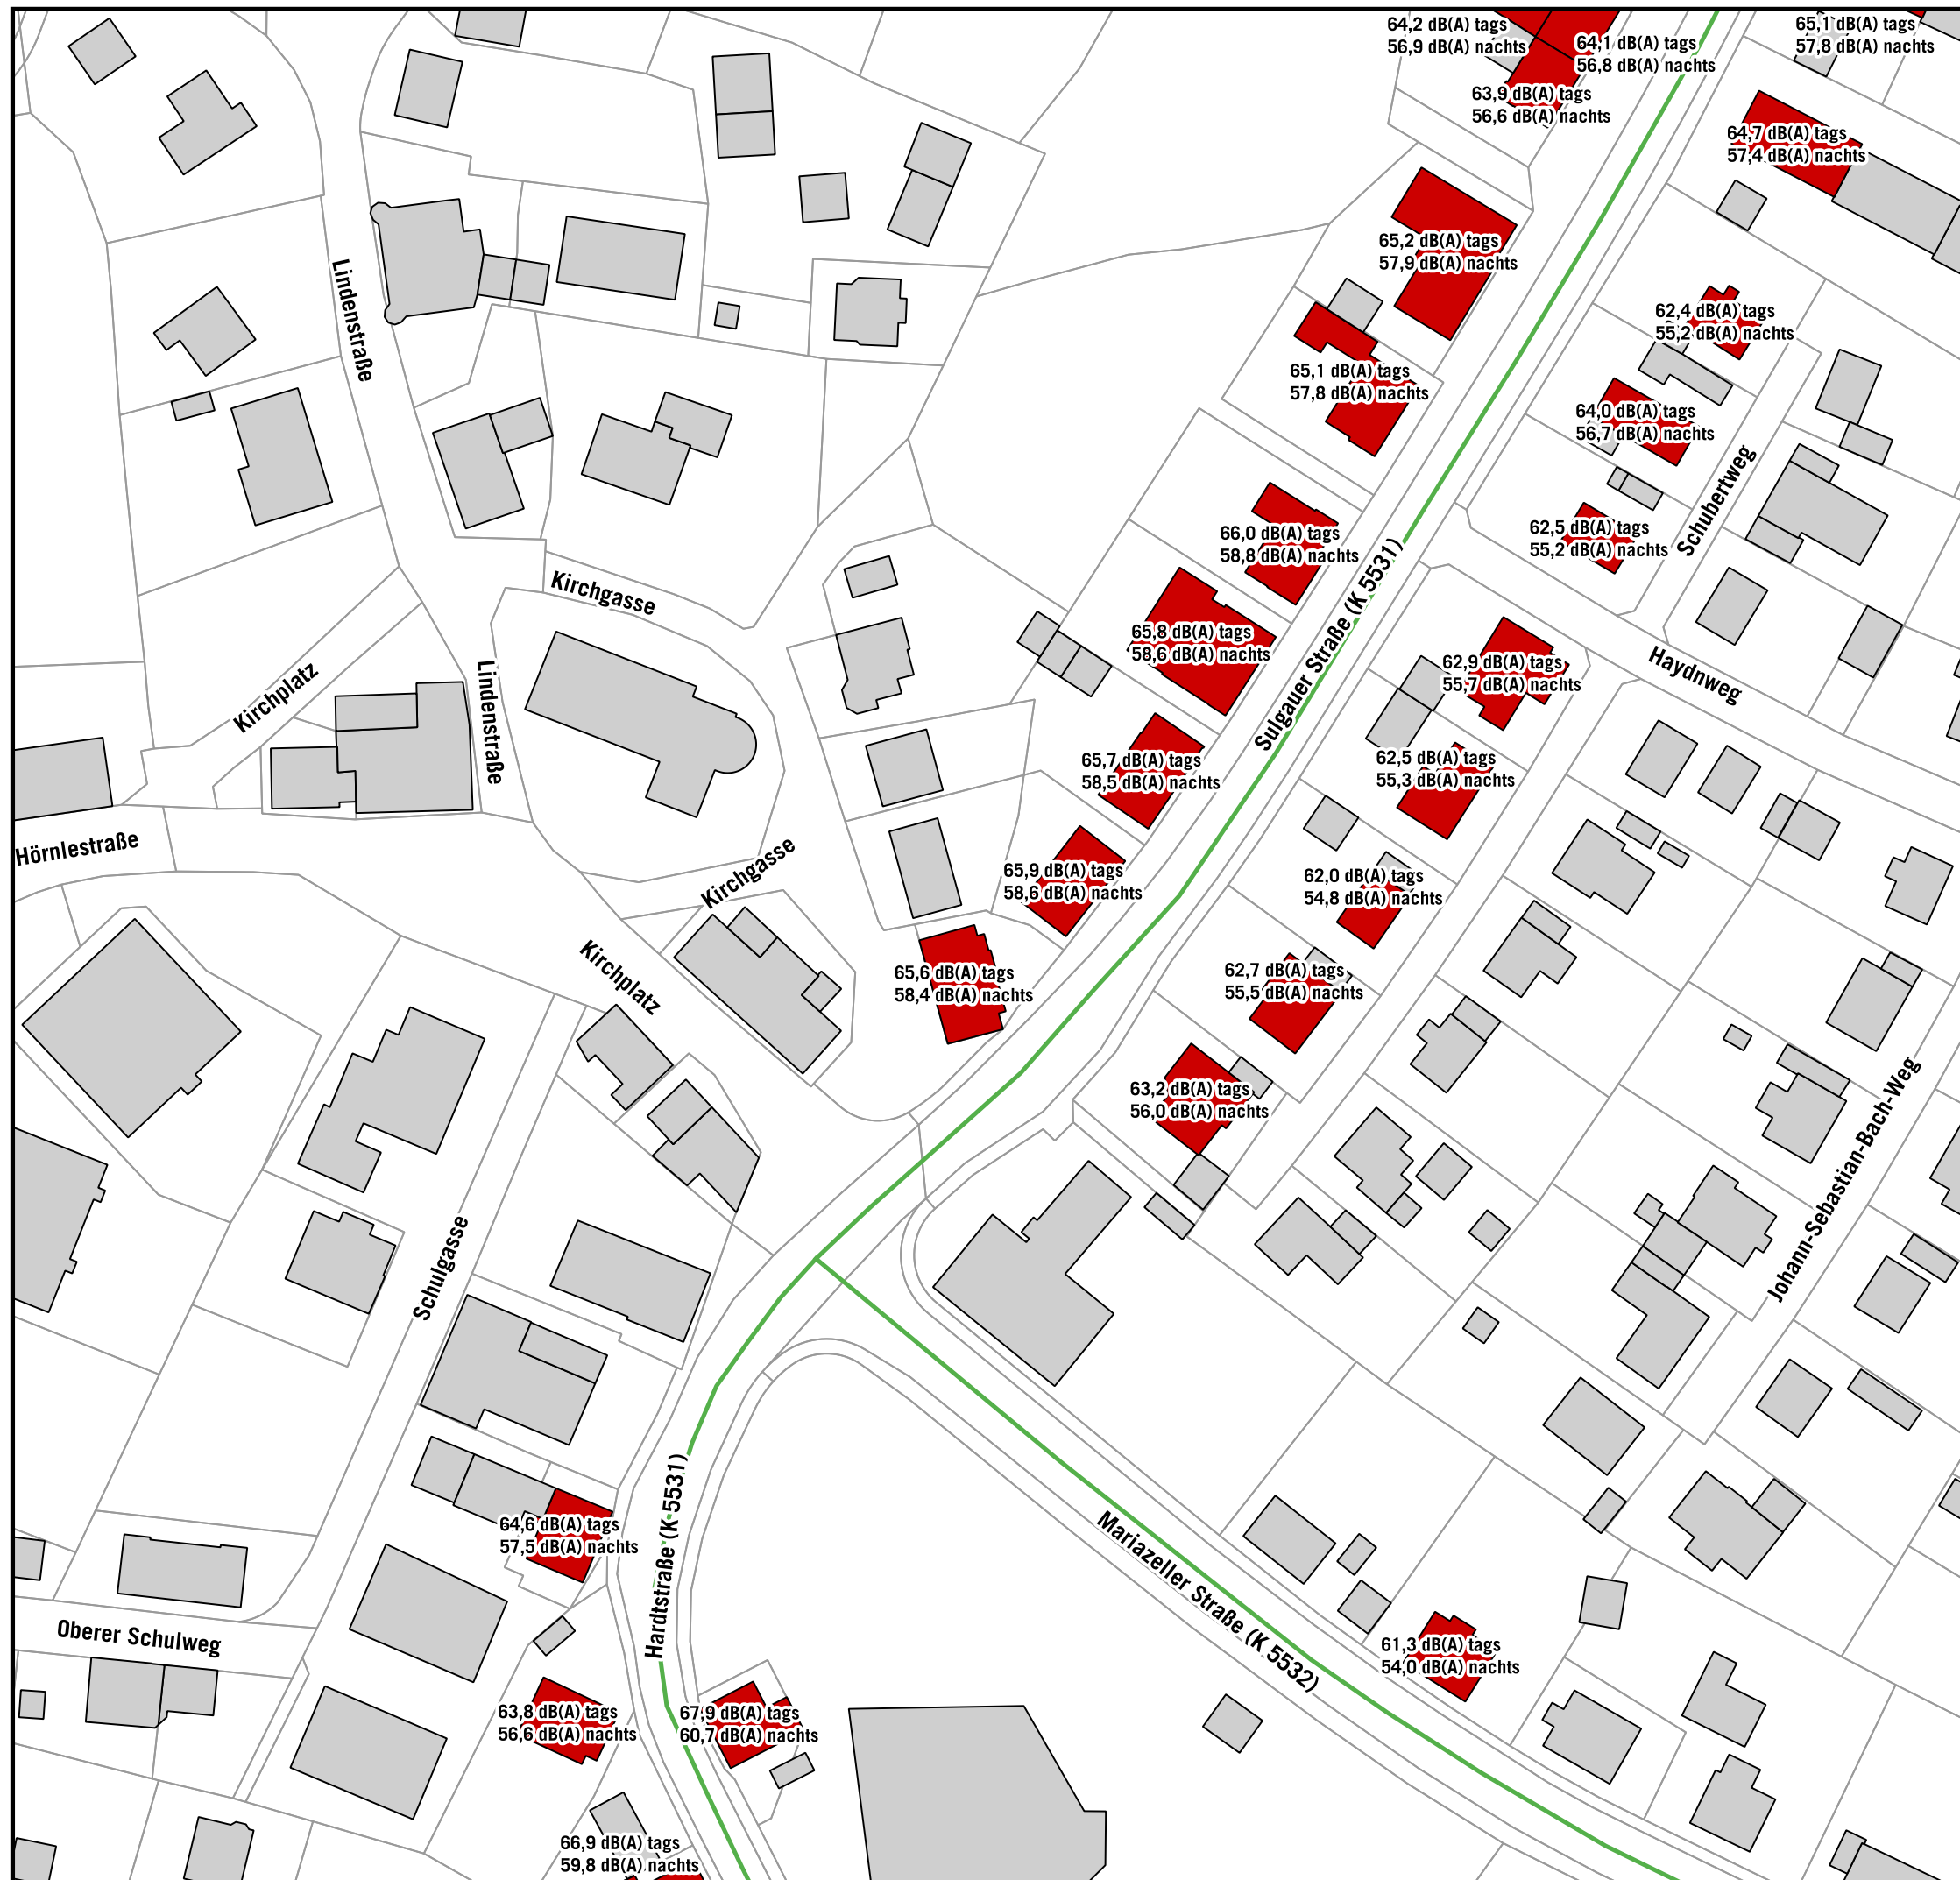 64,2 dB(A) tags
56,9 dB(A) nachts
64,1 dB(A) tags
56,8 dB(A) nachts
65,1 dB(A) tags
57,8 dB(A) nachts
63,9 dB(A) tags
56,6 dB(A) nachts
64,7 dB(A) tags
57,4 dB(A) nachts
65,2 dB(A) tags
57,9 dB(A) nachts
Lindenstraße
62,4 dB(A) tags
55,2 dB(A) nachts
65,1 dB(A) tags
57,8 dB(A) nachts
64,0 dB(A) tags
56,7 dB(A) nachts
Schubertweg
66,0 dB(A) tags
58,8 dB(A) nachts
62,5 dB(A) tags
55,2 dB(A) nachts
Kirchgasse
Sulgauer Straße (K 5531)
65,8 dB(A) tags
58,6 dB(A) nachts
62,9 dB(A) tags
55,7 dB(A) nachts
Haydnweg
Kirchplatz
Lindenstraße
65,7 dB(A) tags
58,5 dB(A) nachts
62,5 dB(A) tags
55,3 dB(A) nachts
Hörnlestraße
Kirchgasse
65,9 dB(A) tags
58,6 dB(A) nachts
62,0 dB(A) tags
54,8 dB(A) nachts
Kirchplatz
65,6 dB(A) tags
58,4 dB(A) nachts
62,7 dB(A) tags
55,5 dB(A) nachts
63,2 dB(A) tags
56,0 dB(A) nachts
Johann-Sebastian-Bach-Weg
Schulgasse
64,6 dB(A) tags
57,5 dB(A) nachts
Hardtstraße (K 5531)
Mariazeller Straße (K 5532)
Oberer Schulweg
61,3 dB(A) tags
54,0 dB(A) nachts
63,8 dB(A) tags
56,6 dB(A) nachts
67,9 dB(A) tags
60,7 dB(A) nachts
66,9 dB(A) tags
59,8 dB(A) nachts